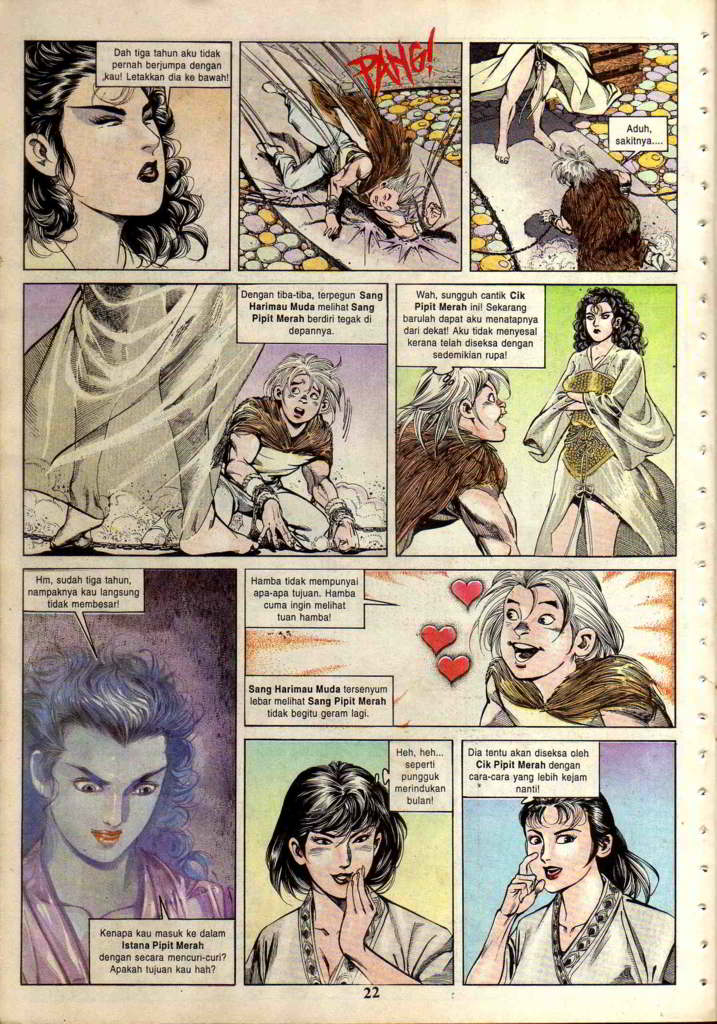 Dah tiga tahun aku tidak
pernah berjumpa dengan
kau! Letakkan dia ke bawah!
PANG!
Aduh,
sakitnya....
Dengan tiba-tiba, terpegun Sang
Harimau Muda melihat Sang
Pipit Merah berdiri tegak di
depannya.
Wah, sungguh cantik Cik
Pipit Merah ini! Sekarang
barulah dapat aku menatapnya
dari dekat! Aku tidak menyesal
kerana telah diseksa dengan
sedemikian rupa!
Hm, sudah tiga tahun,
nampaknya kau langsung
tidak membesar!
Kenapa kau masuk ke dalam
Istana Pipit Merah
dengan secara mencuri-curi?
Apakah tujuan kau hah?
Hamba tidak mempunyai
apa-apa tujuan. Hamba
cuma ingin melihat
tuan hamba!
Sang Harimau Muda tersenyum
lebar melihat Sang Pipit Merah
tidak begitu geram lagi.
Heh, heh...
seperti
pungguk
merindukan
bulan!
Dia tentu akan diseksa oleh
Cik Pipit Merah dengan
cara-cara yang lebih kejam
nanti!
22